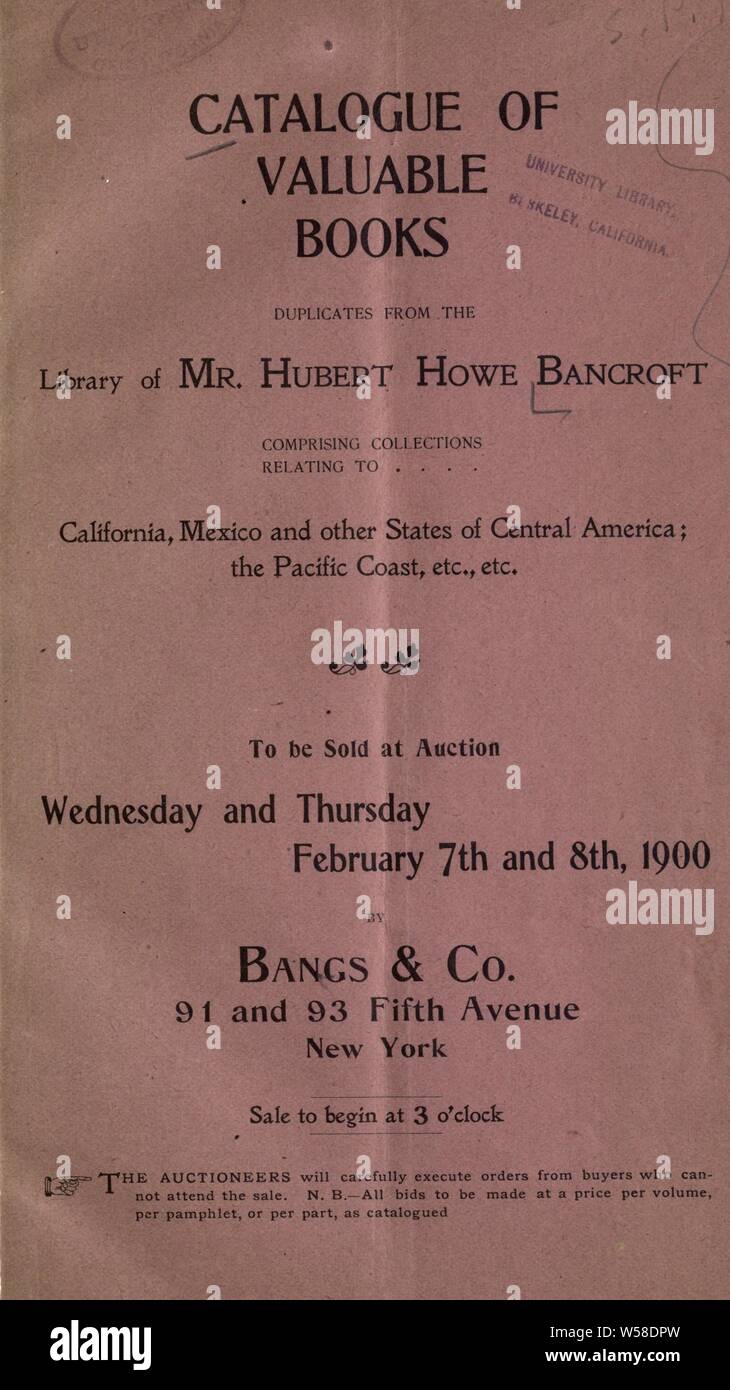 CATALOGUE OF
VALUABLE
BOOKS
UNIVERSITY LIBRARY,
BERKELEY, CALIFORNIA.
DUPLICATES FROM THE
Library of MR. HUBERT HOWE BANCROFT
COMPRISING COLLECTIONS
RELATING TO . . . .
California, Mexico and other States of Central America;
the Pacific Coast, etc., etc.
To be Sold at Auction
Wednesday and Thursday
February 7th and 8th, 1900
BY
BANGS & CO.
91 and 93 Fifth Avenue
New York
Sale to begin at 3 o'clock
THE AUCTIONEERS will carefully execute orders from buyers who can-
not attend the sale. N. B.—All bids to be made at a price per volume,
per pamphlet, or per part, as catalogued
a
alamy
a
a
a
a
alamy
a
a
a
a
a
alamy
a
a
a
a
a
a
alamy
Image ID: W58DPW
www.alamy.com